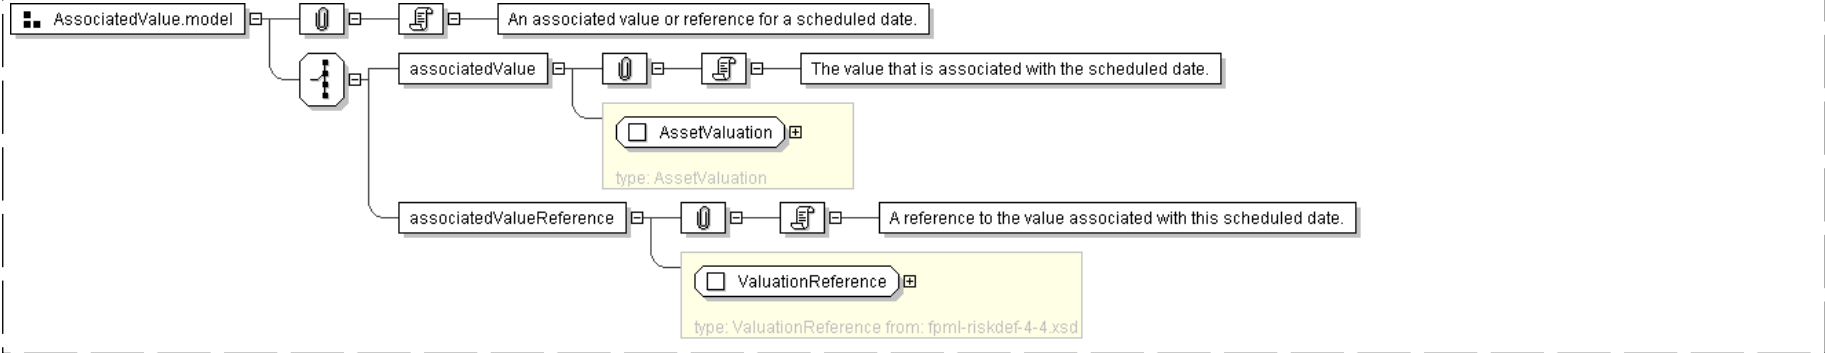 AssociatedValue.model
An associated value or reference for a scheduled date.
associatedValue
The value that is associated with the scheduled date.
AssetValuation
type: AssetValuation
associatedValueReference
A reference to the value associated with this scheduled date.
ValuationReference
type: ValuationReference from: fpml-riskdef-4-4.xsd